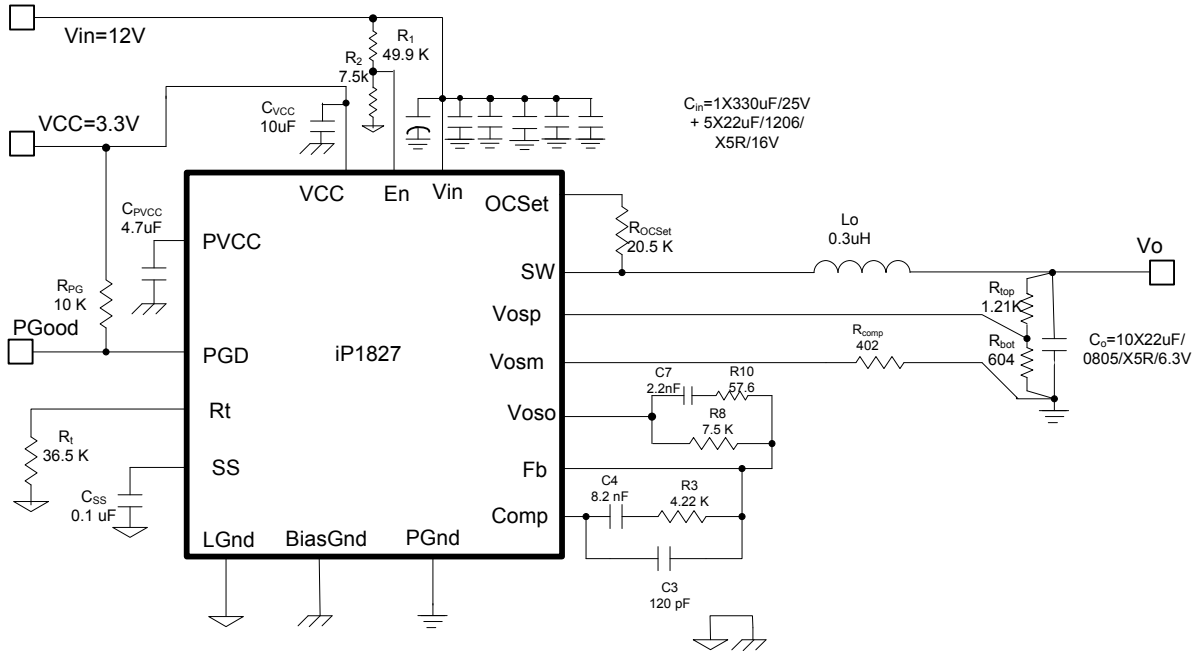 Vin=12V
R1
49.9 K
R2
7.5k
CVCC
10uF
Cin=1X330uF/25V
+ 5X22uF/1206/
X5R/16V
VCC=3.3V
VCC
En
Vin
OCSet
CPVCC
4.7uF
PVCC
ROCSet
20.5 K
Lo
0.3uH
Vo
SW
RPG
10 K
Vosp
Rtop
1.21K
PGood
PGD
iP1827
Vosm
Rcomp
402
Rbot
604
Co=10X22uF/
0805/X5R/6.3V
C7
2.2nF
R10
57.6
Rt
Voso
R8
7.5 K
Rt
36.5 K
SS
Fb
CSS
0.1 uF
C4
8.2 nF
R3
4.22 K
Comp
LGnd
BiasGnd
PGnd
C3
120 pF